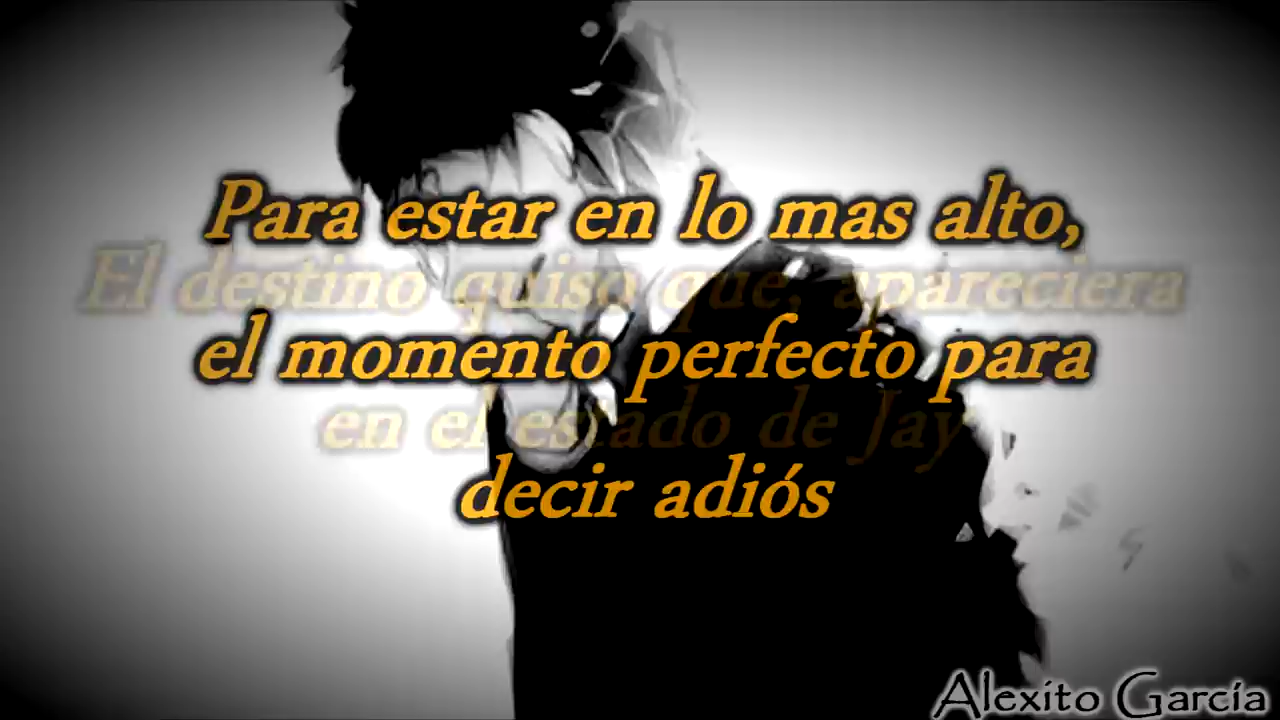 Para estar en lo mas alto,
El destino quiso que, apareciera
el momento perfecto para
en el estado de Jay
decir adiós
Alexito García